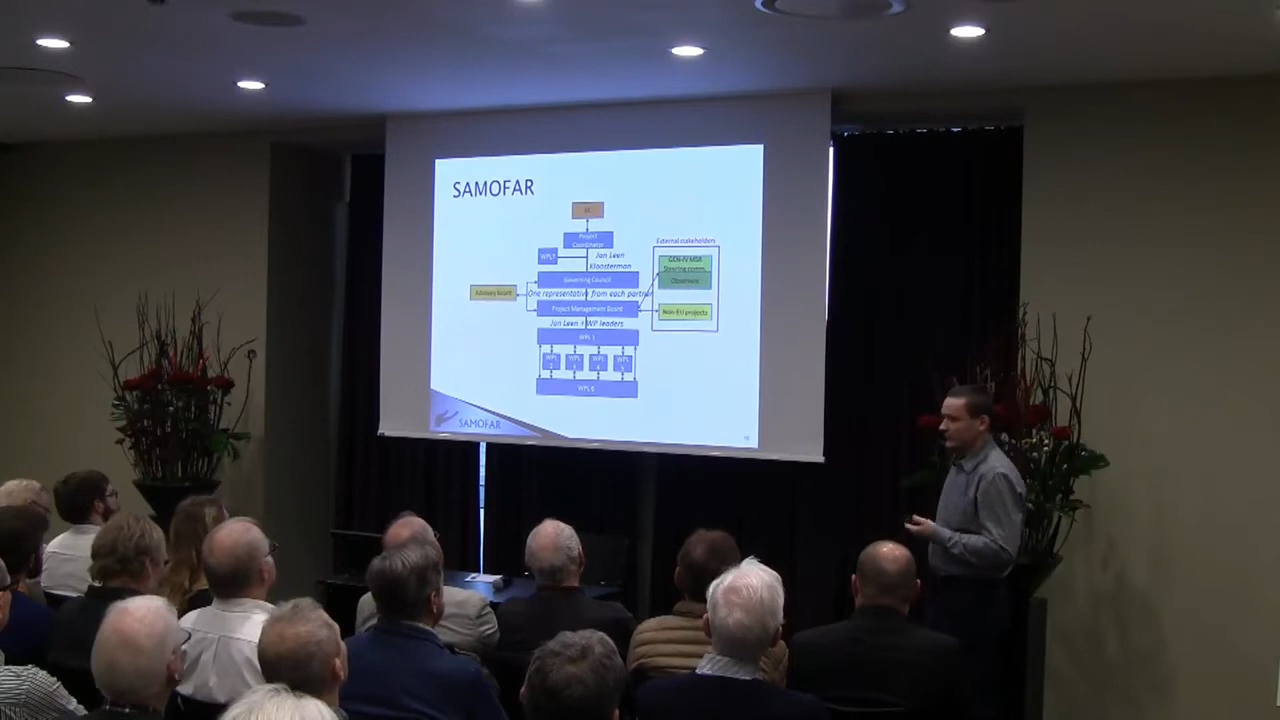 SAMOFAR
EC
Project
Coordinator
WPL7
Jan Leen
Kloosterman
External stakeholders
GEN-IV MSR
Steering comm.
Observers
Governing Council
Advisory Board
One representative from each partner
Project Management Board
Non-EU projects
Jan Leen + WP leaders
WPL 1
WPL
2
WPL
3
WPL
4
WPL
5
WPL 6
SAMOFAR